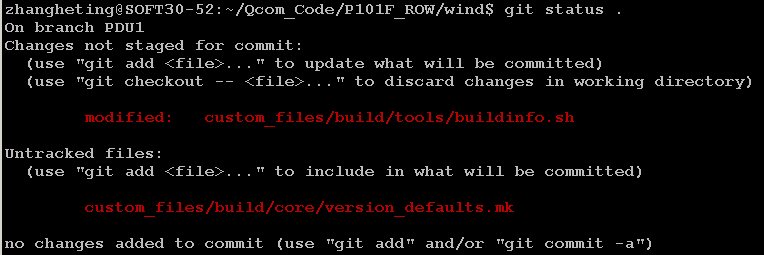 zhangheting@SOFT30-52:~/Qcom_Code/P101F_ROW/wind$ git status .
On branch PDU1
Changes not staged for commit:
  (use "git add <file>..." to update what will be committed)
  (use "git checkout -- <file>..." to discard changes in working directory)
        modified:   custom_files/build/tools/buildinfo.sh
Untracked files:
  (use "git add <file>..." to include in what will be committed)
        custom_files/build/core/version_defaults.mk
no changes added to commit (use "git add" and/or "git commit -a")